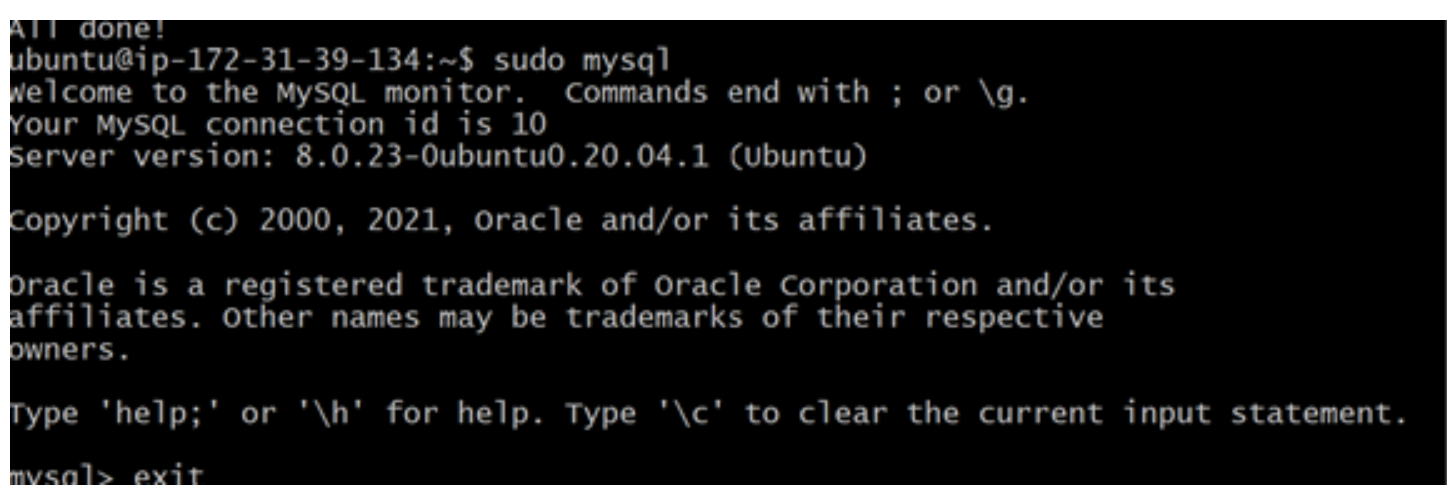 All done!
ubuntu@ip-172-31-39-134:~$ sudo mysql
Welcome to the MySQL monitor.  Commands end with ; or \g.
Your MySQL connection id is 10
Server version: 8.0.23-0ubuntu0.20.04.1 (Ubuntu)
Copyright (c) 2000, 2021, Oracle and/or its affiliates.
Oracle is a registered trademark of Oracle Corporation and/or its
affiliates. Other names may be trademarks of their respective
owners.
Type 'help;' or '\h' for help. Type '\c' to clear the current input statement.
mysql> exit